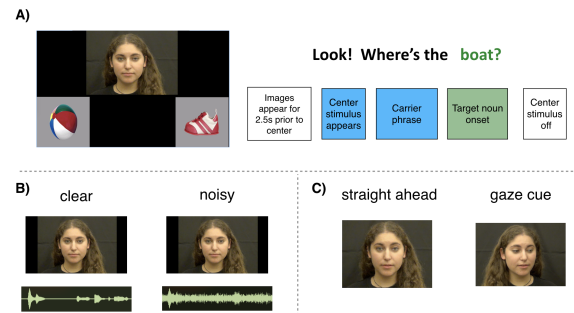 A)
Look! Where's the boat?
Images
appear for
2.5s prior to
center
Center
stimulus
appears
Carrier
phrase
Target noun
onset
Center
stimulus
off
B)
clear
noisy
C)
straight ahead
gaze cue